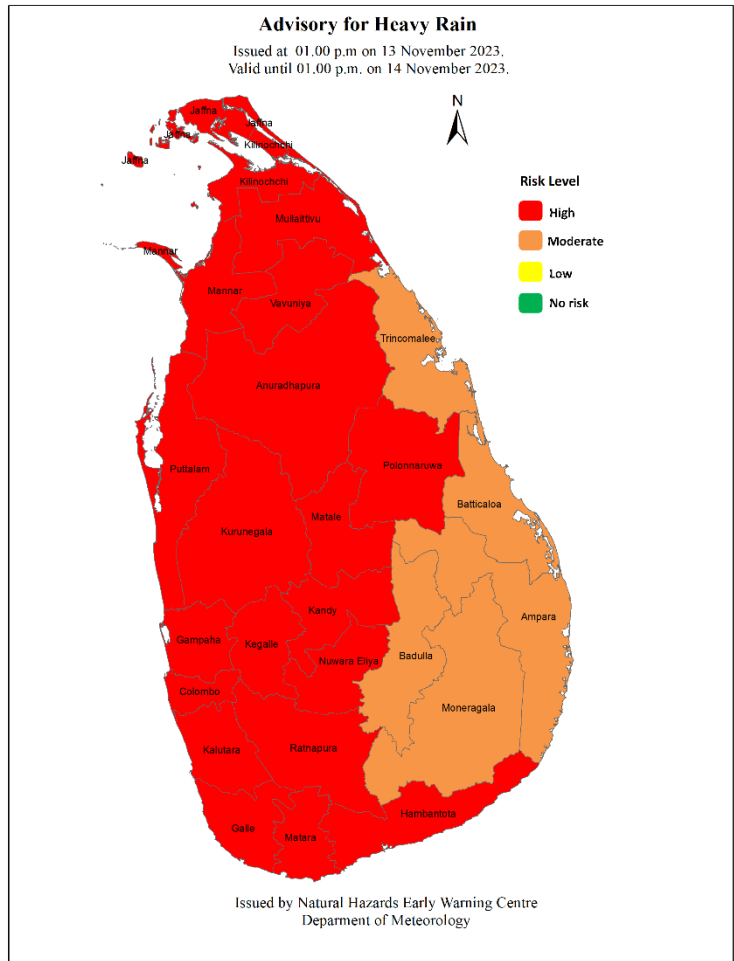 Advisory for Heavy Rain
Issued at 01.00 p.m on 13 November 2023.
Valid until 01.00 p.m. on 14 November 2023.
N
Jaffna
Jaffna
Jaffna
Kilinochchi
Jaffna
Kilinochchi
Risk Level
High
Mullaittivu
Moderate
Mannar
Low
Mannar
Vavuniya
No risk
Trincomalee
Anuradhapura
Puttalam
Polonnaruwa
Batticaloa
Kurunegala
Matale
Kandy
Ampara
Gampaha
Kegalle
Nuwara Eliya
Badulla
Colombo
Moneragala
Kalutara
Ratnapura
Hambantota
Galle
Matara
Issued by Natural Hazards Early Warning Centre
Deparment of Meteorology